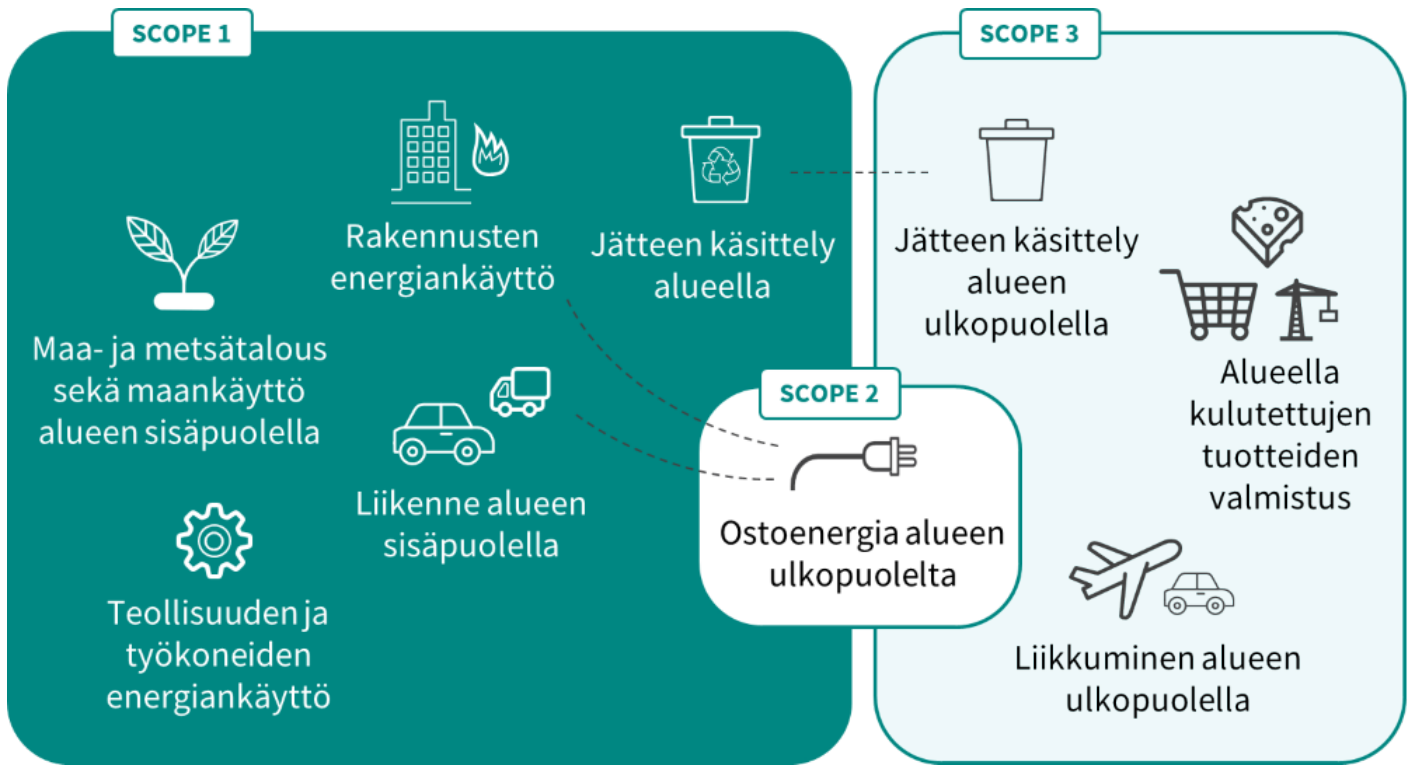 SCOPE 1
Rakennusten
energiankäyttö
Jätteen käsittely
alueella
Maa- ja metsätalous
sekä maankäyttö
alueen sisäpuolella
Liikenne alueen
sisäpuolella
Teollisuuden ja
työkoneiden
energiankäyttö
SCOPE 2
Ostoenergia alueen
ulkopuolelta
SCOPE 3
Jätteen käsittely
alueen
ulkopuolella
Alueella
kulutettujen
tuotteiden
valmistus
Liikkuminen alueen
ulkopuolella